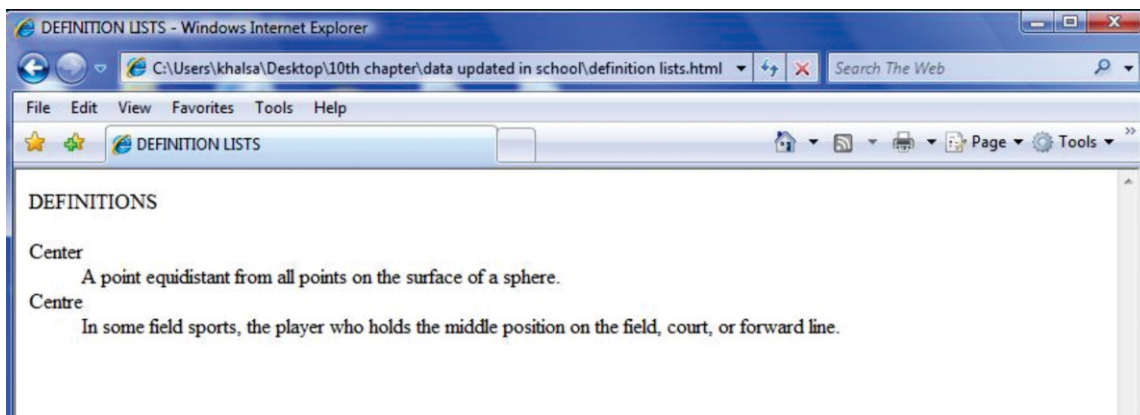 DEFINITION LISTS - Windows Internet Explorer
C:\Users\khalsa\Desktop\10th chapter\data updated in school\definition lists.html
Search The Web
File Edit View Favorites Tools Help
DEFINITION LISTS
Page Tools
DEFINITIONS
Center
A point equidistant from all points on the surface of a sphere.
Centre
In some field sports, the player who holds the middle position on the field, court, or forward line.